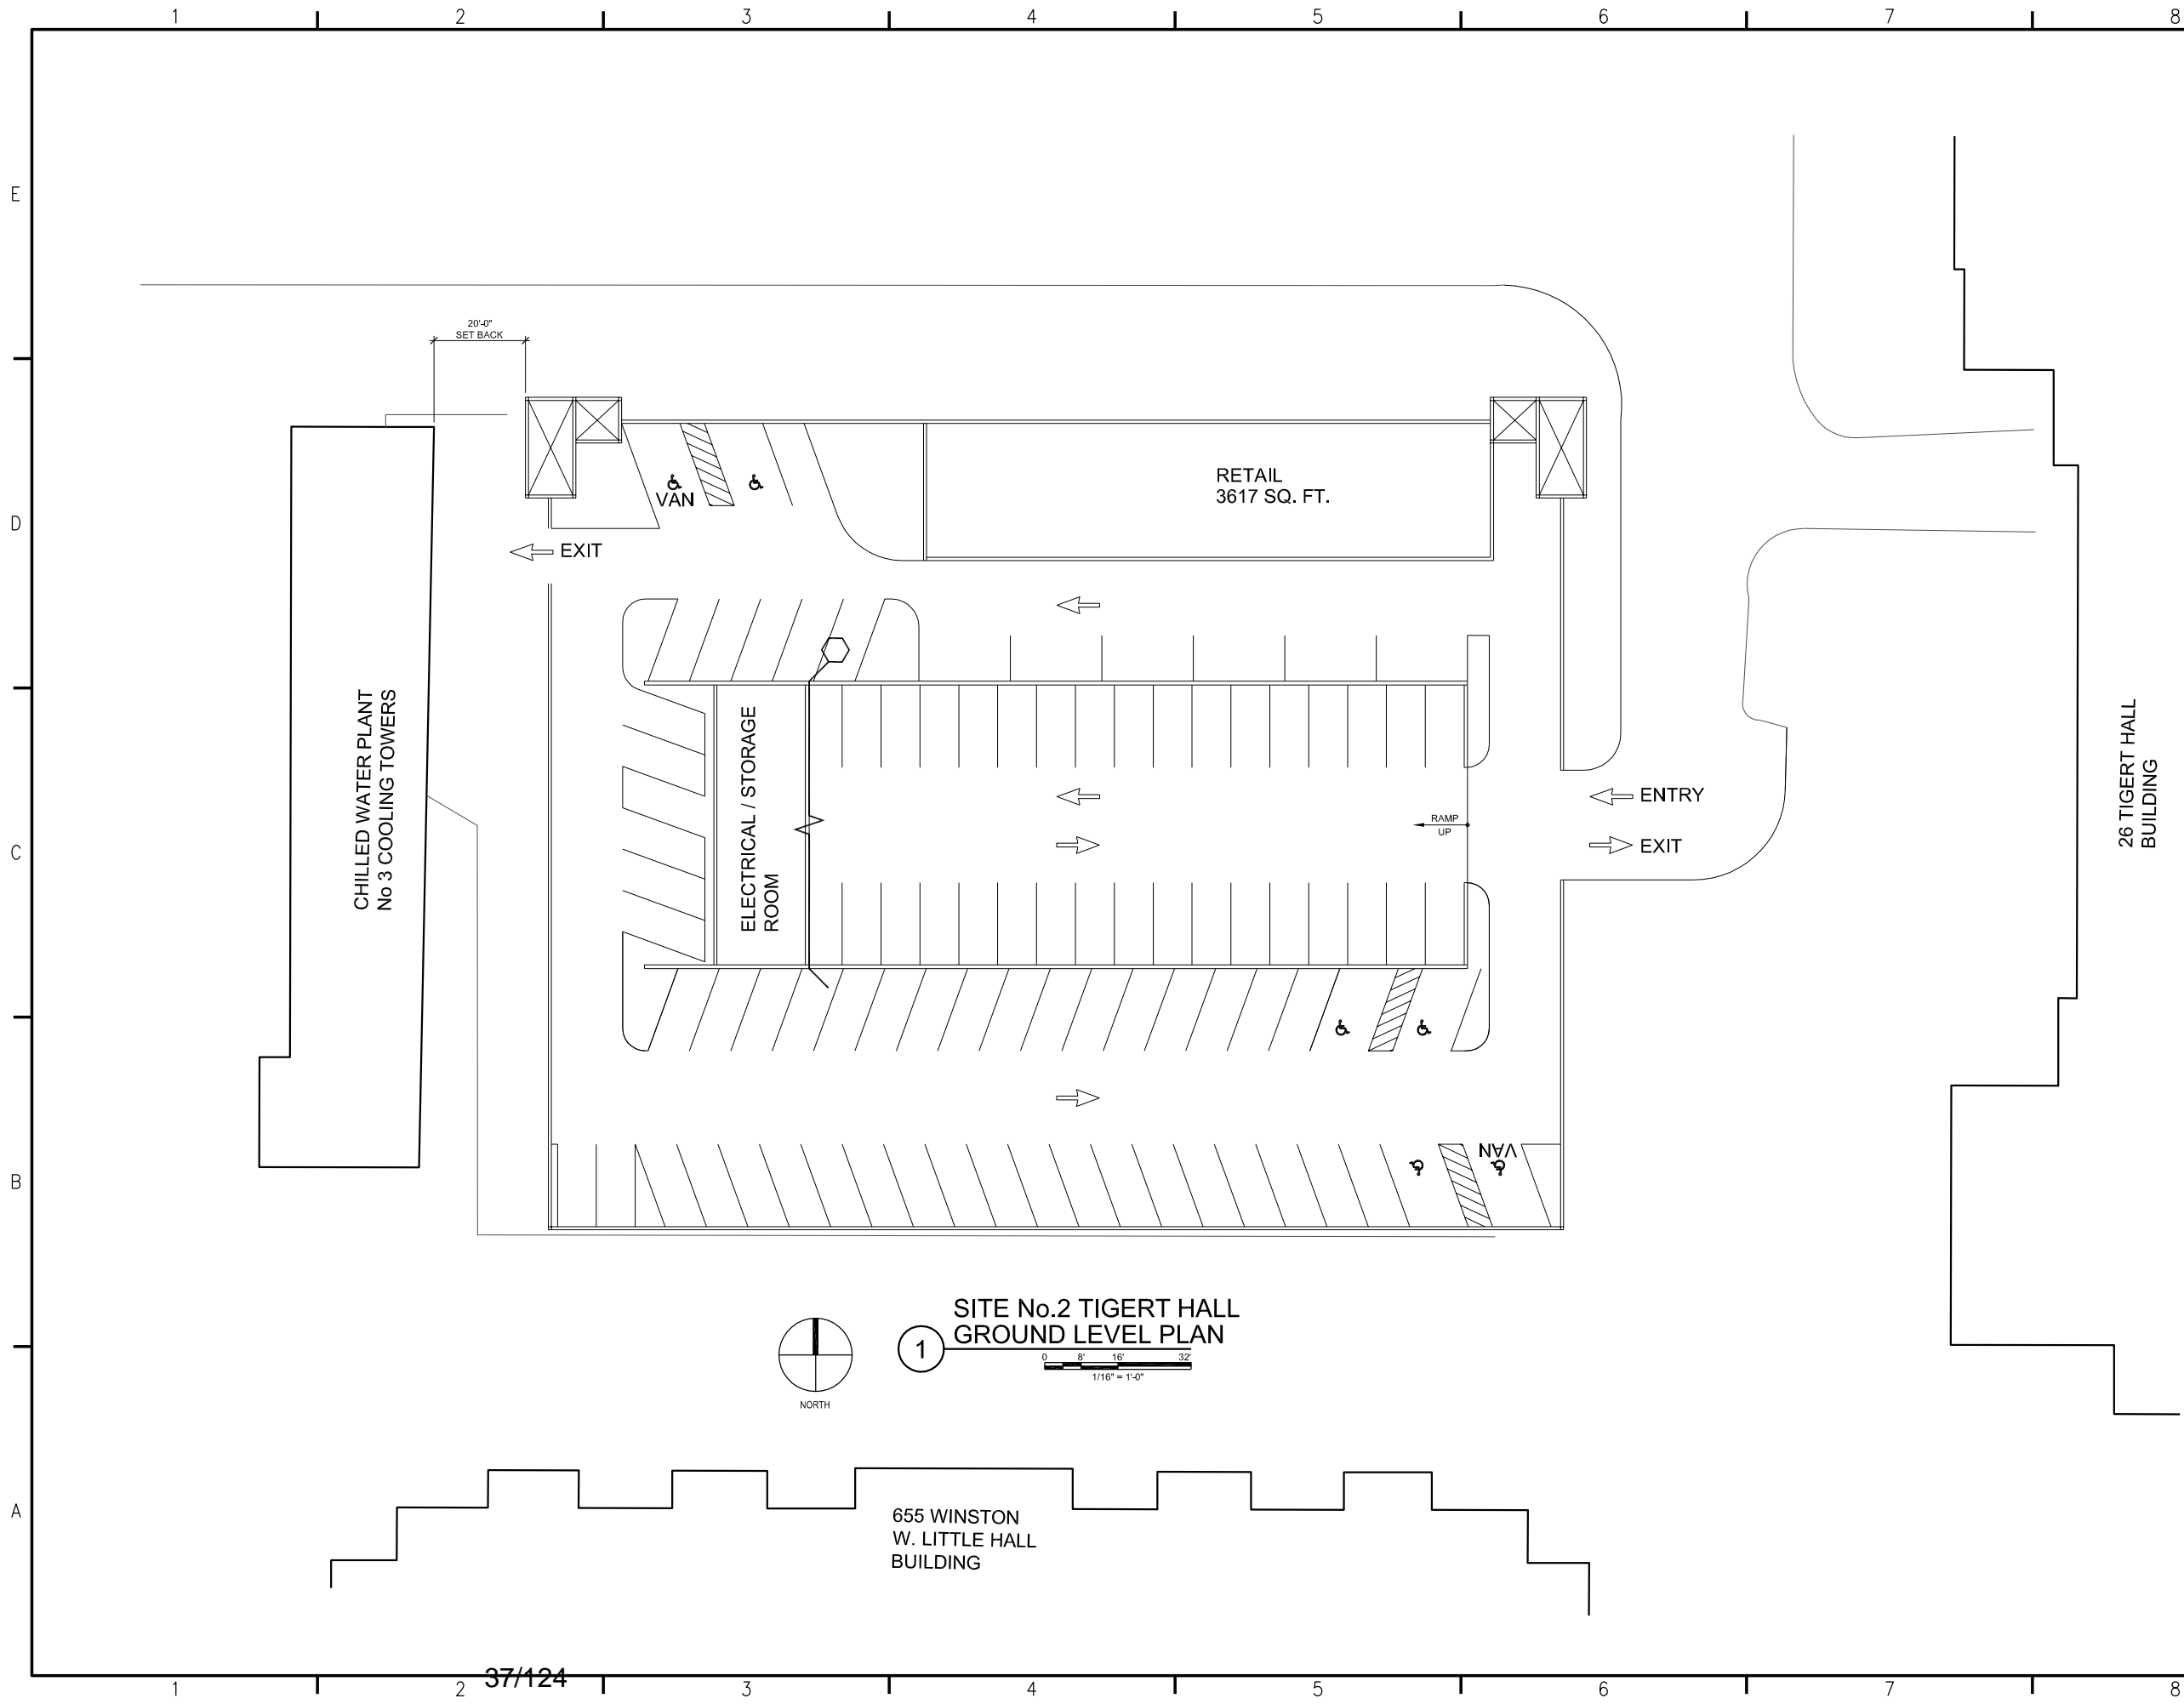 1 2 3 4 5 6 7 8
E
20'-0"
SET BACK
RETAIL
3617 SQ. FT.
VAN
D
EXIT
CHILLED WATER PLANT
No 3 COOLING TOWERS
ELECTRICAL / STORAGE
ROOM
ENTRY
RAMP
UP
EXIT
26 TIGERT HALL
BUILDING
C
VAN
B
SITE No.2 TIGERT HALL
1 GROUND LEVEL PLAN
0 8' 16' 32'
1/16" = 1'-0"
NORTH
A
655 WINSTON
W. LITTLE HALL
BUILDING
37/124
1 2 3 4 5 6 7 8